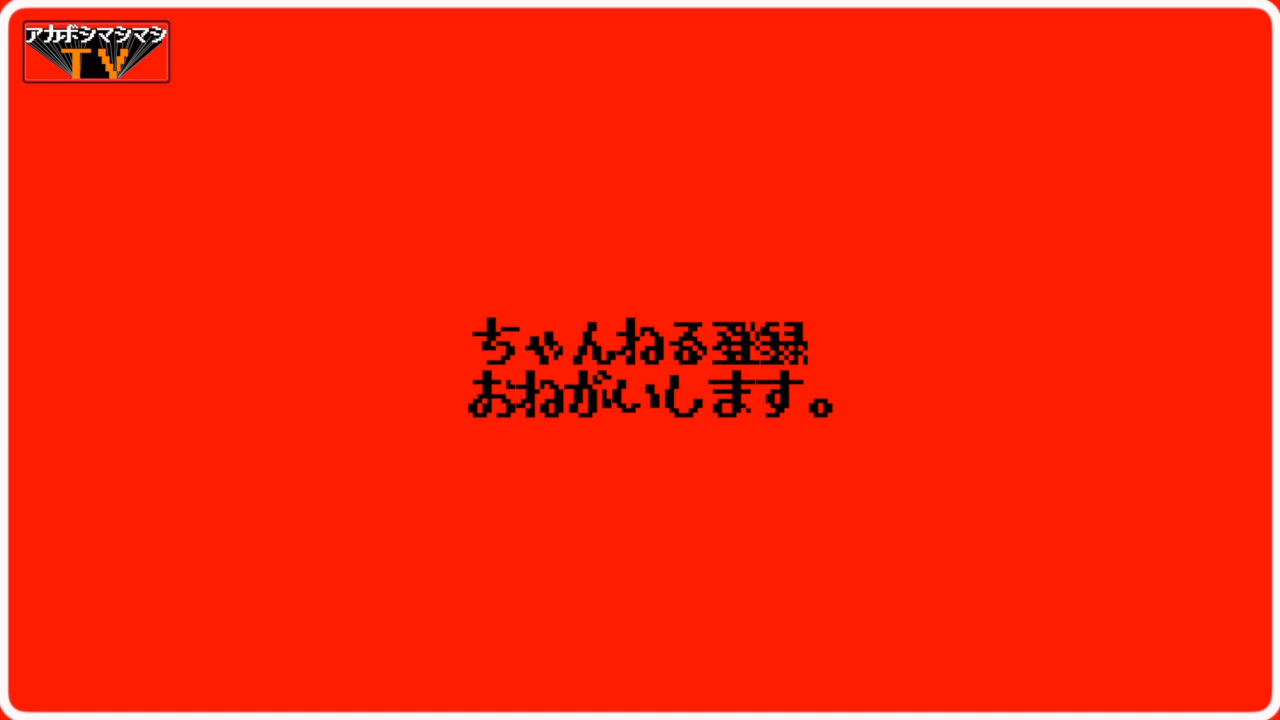 アカボシマシマシ
TV
ちゃんねる登録
おねがいします。